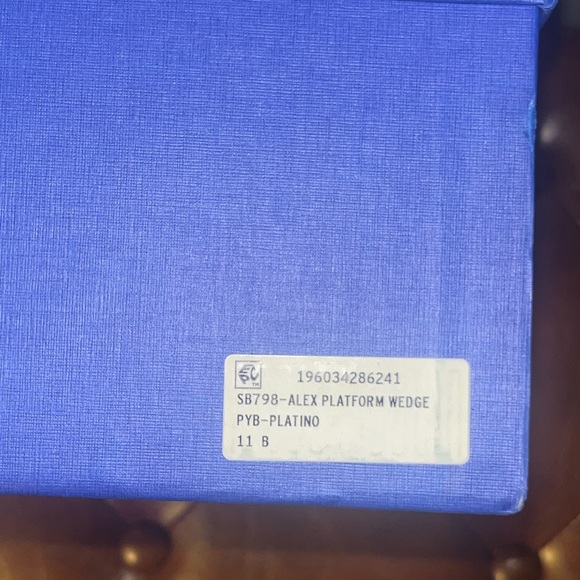 196034286241
SB798-ALEX PLATFORM WEDGE
PYB-PLATINO
11 B